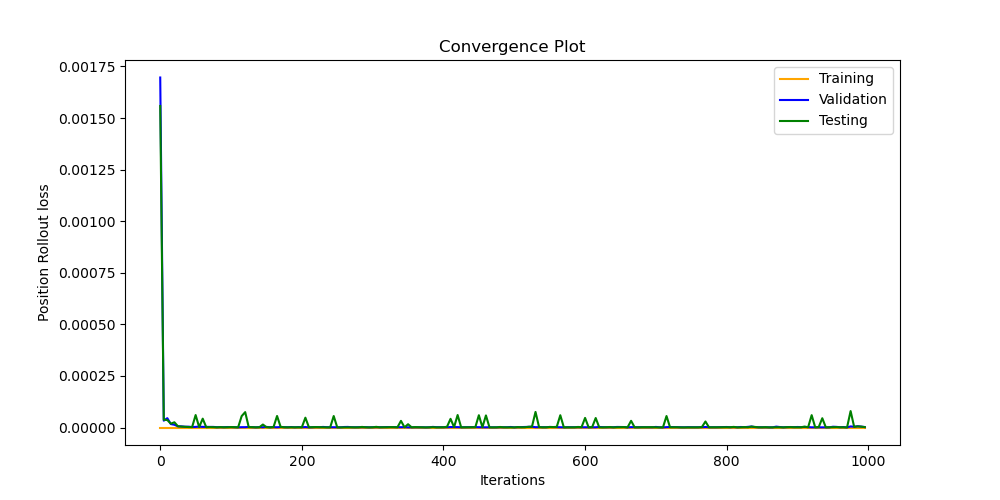 Convergence Plot
0.00175
0.00150
0.00125
0.00100
0.00075
0.00050
0.00025
0.00000
Position Rollout loss
Training
Validation
Testing
0
200
400
600
800
1000
Iterations